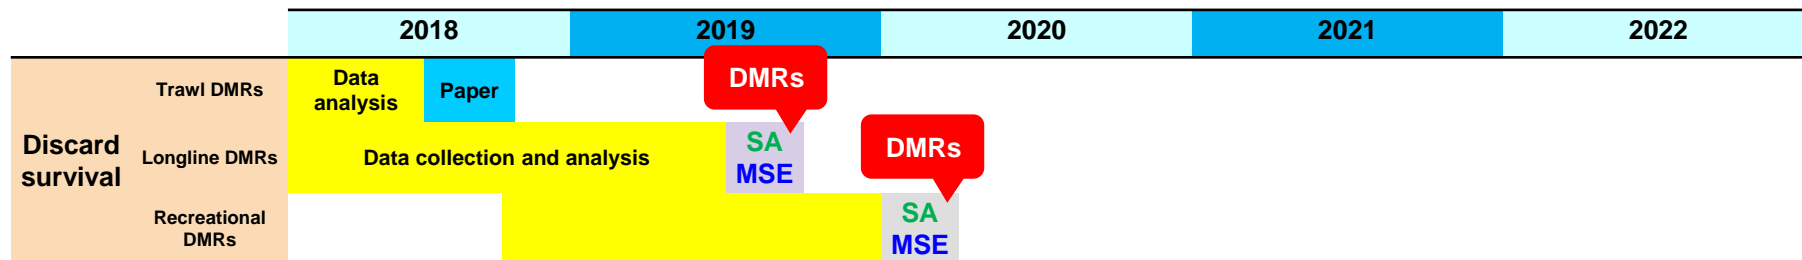 2018
2019
2020
2021
2022
Discard
survival
Trawl DMRs
Data
analysis
Paper
DMRs
Longline DMRs
Data collection and analysis
SA
MSE
DMRs
Recreational
DMRs
SA
MSE